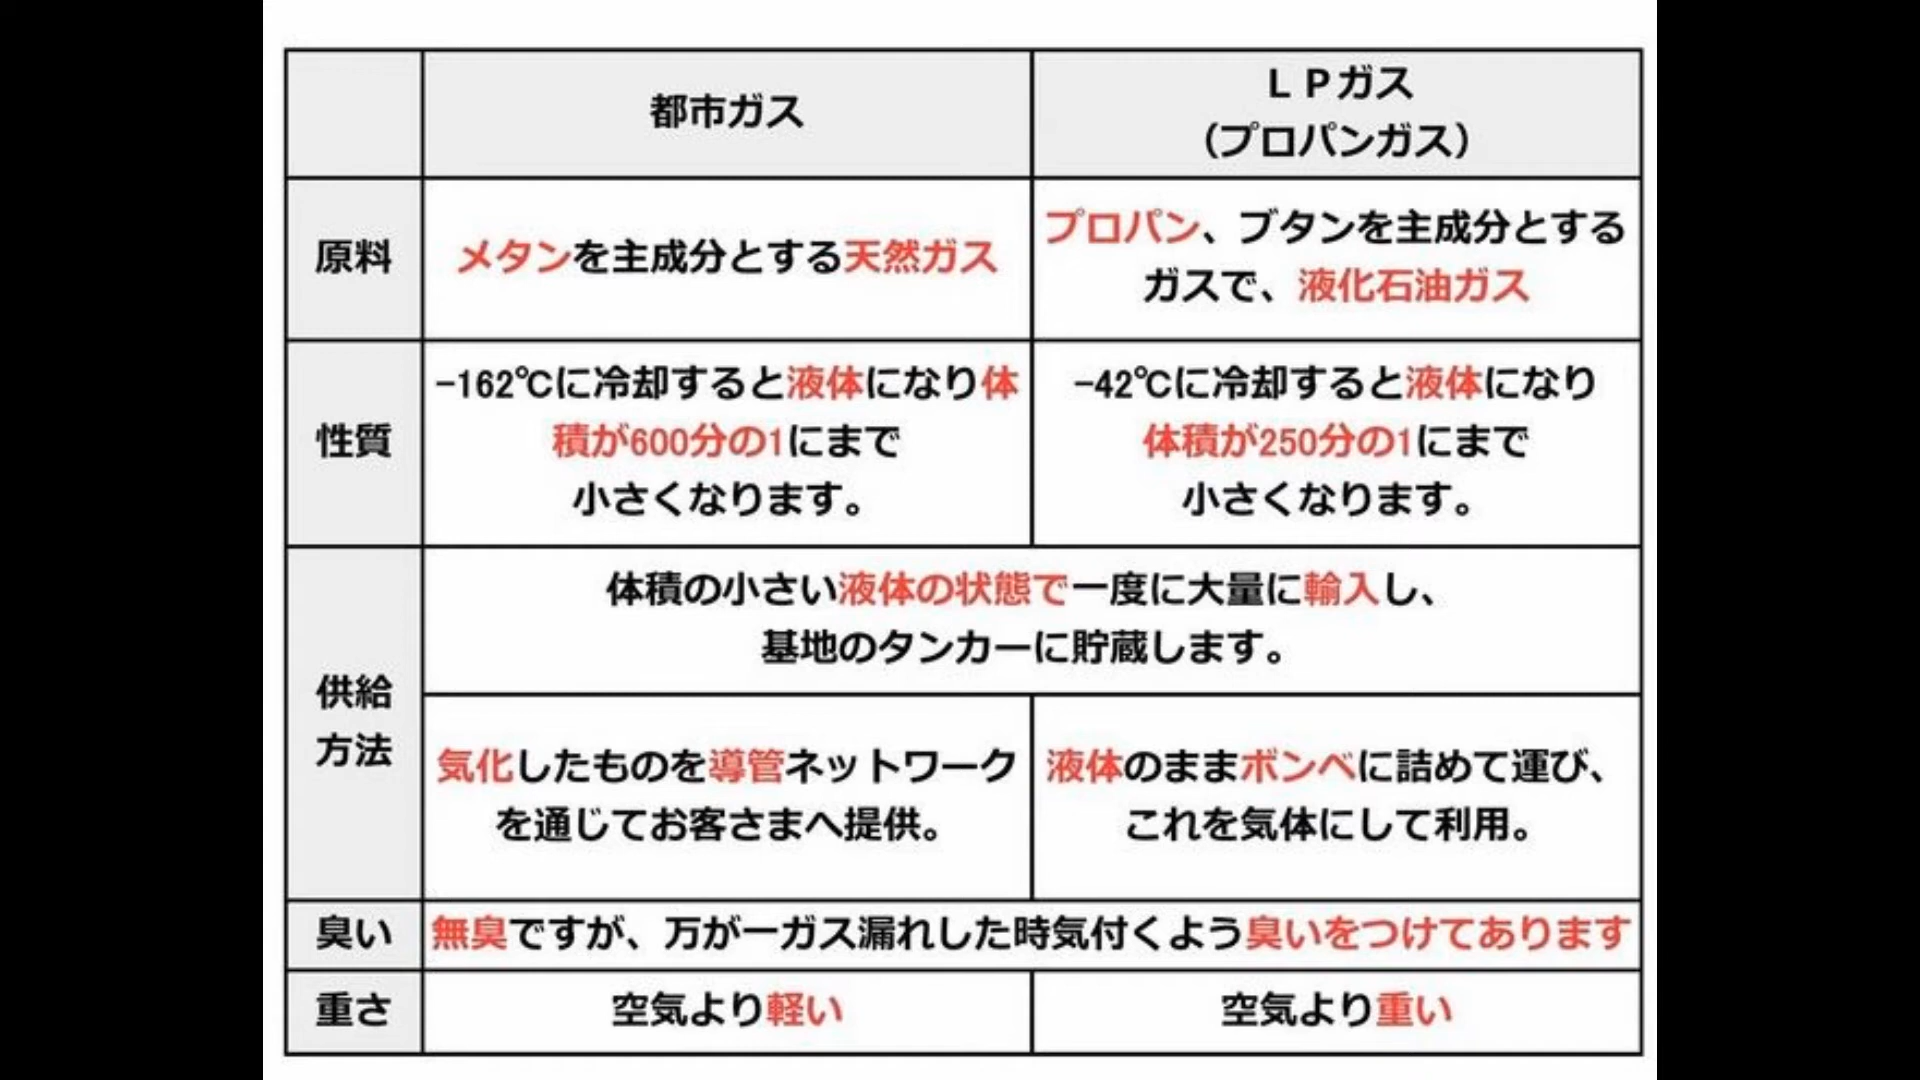 都市ガス
ＬＰガス
（プロパンガス）
原料
メタンを主成分とする天然ガス
プロパン、ブタンを主成分とする
ガスで、液化石油ガス
性質
-162℃に冷却すると液体になり体
積が600分の1にまで
小さくなります。
-42℃に冷却すると液体になり
体積が250分の1にまで
小さくなります。
供給
方法
体積の小さい液体の状態で一度に大量に輸入し、
基地のタンカーに貯蔵します。
気化したものを導管ネットワーク
を通じてお客さまへ提供。
液体のままボンベに詰めて運び、
これを気体にして利用。
臭い
無臭ですが、万が一ガス漏れした時気付くよう臭いをつけてあります
重さ
空気より軽い
空気より重い